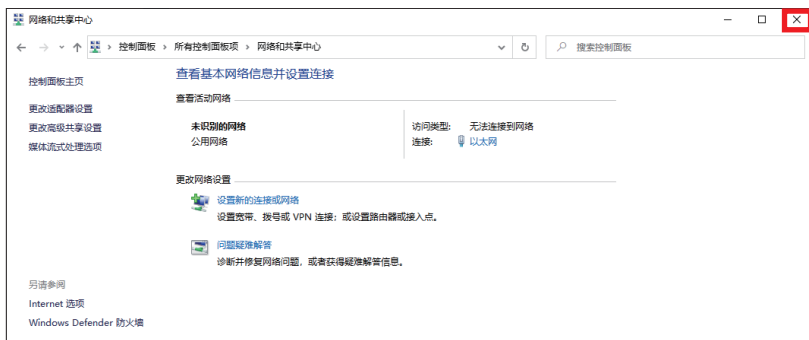 网络和共享中心
控制面板 › 所有控制面板项 › 网络和共享中心
搜索控制面板
控制面板主页
更改适配器设置
更改高级共享设置
媒体流式处理选项
查看基本网络信息并设置连接
查看活动网络
未识别的网络
公用网络
访问类型: 无法连接到网络
连接: 以太网
更改网络设置
设置新的连接或网络
设置宽带、拨号或 VPN 连接；或设置路由器或接入点。
问题疑难解答
诊断并修复网络问题，或者获得疑难解答信息。
另请参阅
Internet 选项
Windows Defender 防火墙